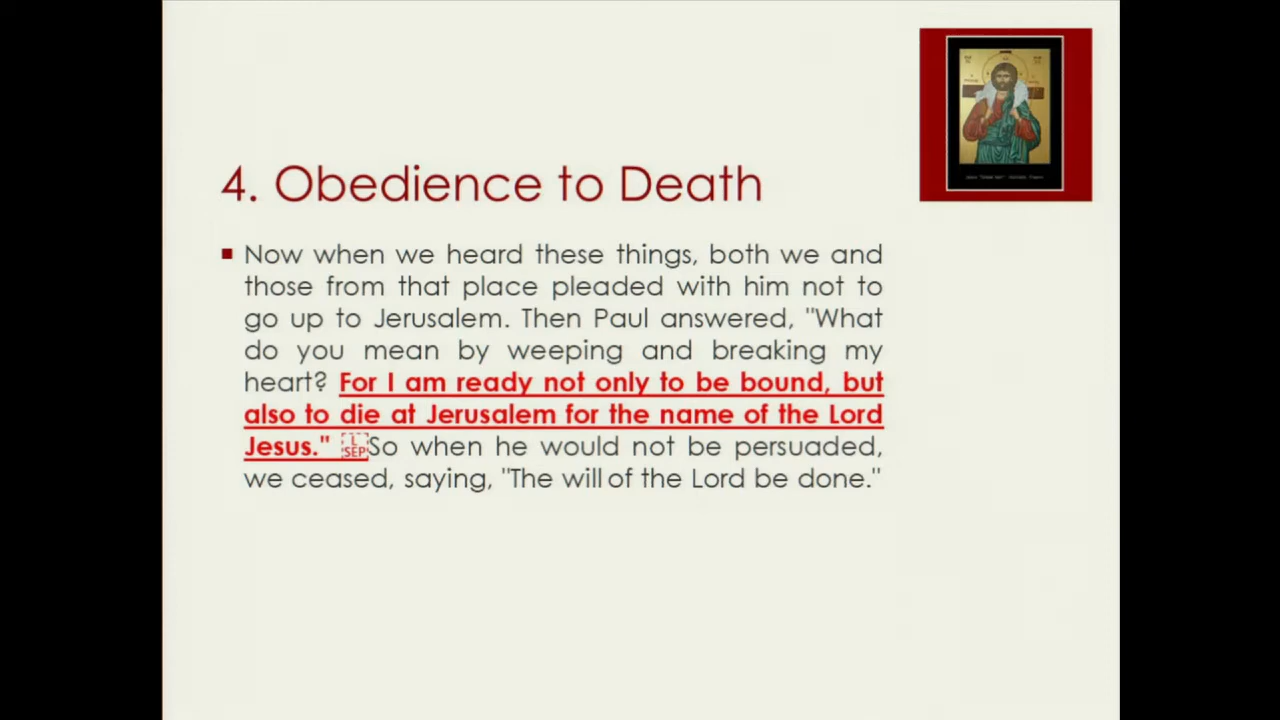 4. Obedience to Death
Now when we heard these things, both we and
those from that place pleaded with him not to
go up to Jerusalem. Then Paul answered, "What
do you mean by weeping and breaking my
heart? For I am ready not only to be bound, but
also to die at Jerusalem for the name of the Lord
Jesus." L SEP So when he would not be persuaded,
we ceased, saying, "The will of the Lord be done."